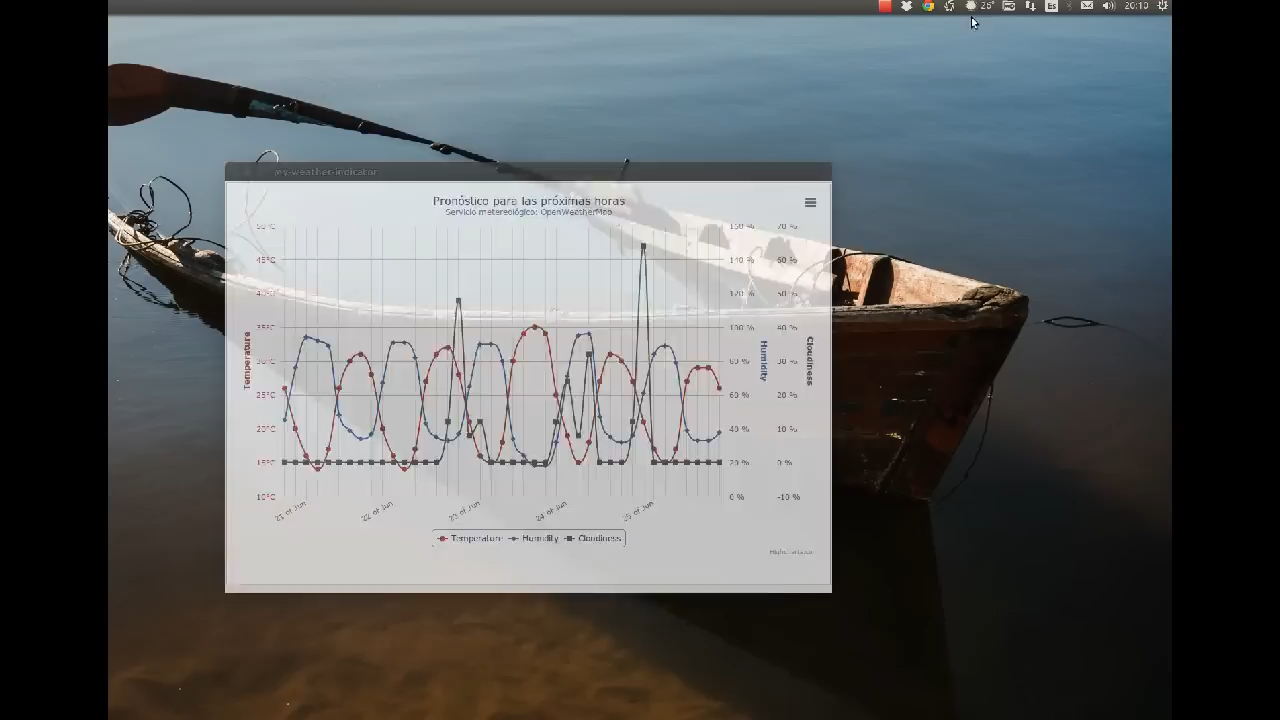 26° Es 20:10
my-weather-indicator
Pronóstico para las próximas horas
Servicio metereológico: OpenWeatherMap
50°C 160 % 70 %
45°C 140 % 60 %
40°C 120 % 50 %
35°C 100 % 40 %
30°C 80 % 30 %
25°C 60 % 20 %
20°C 40 % 10 %
15°C 20 % 0 %
10°C 0 % -10 %
Temperature
Humidity
Cloudiness
21 of Jun 22 of Jun 23 of Jun 24 of Jun 25 of Jun
Temperature Humidity Cloudiness